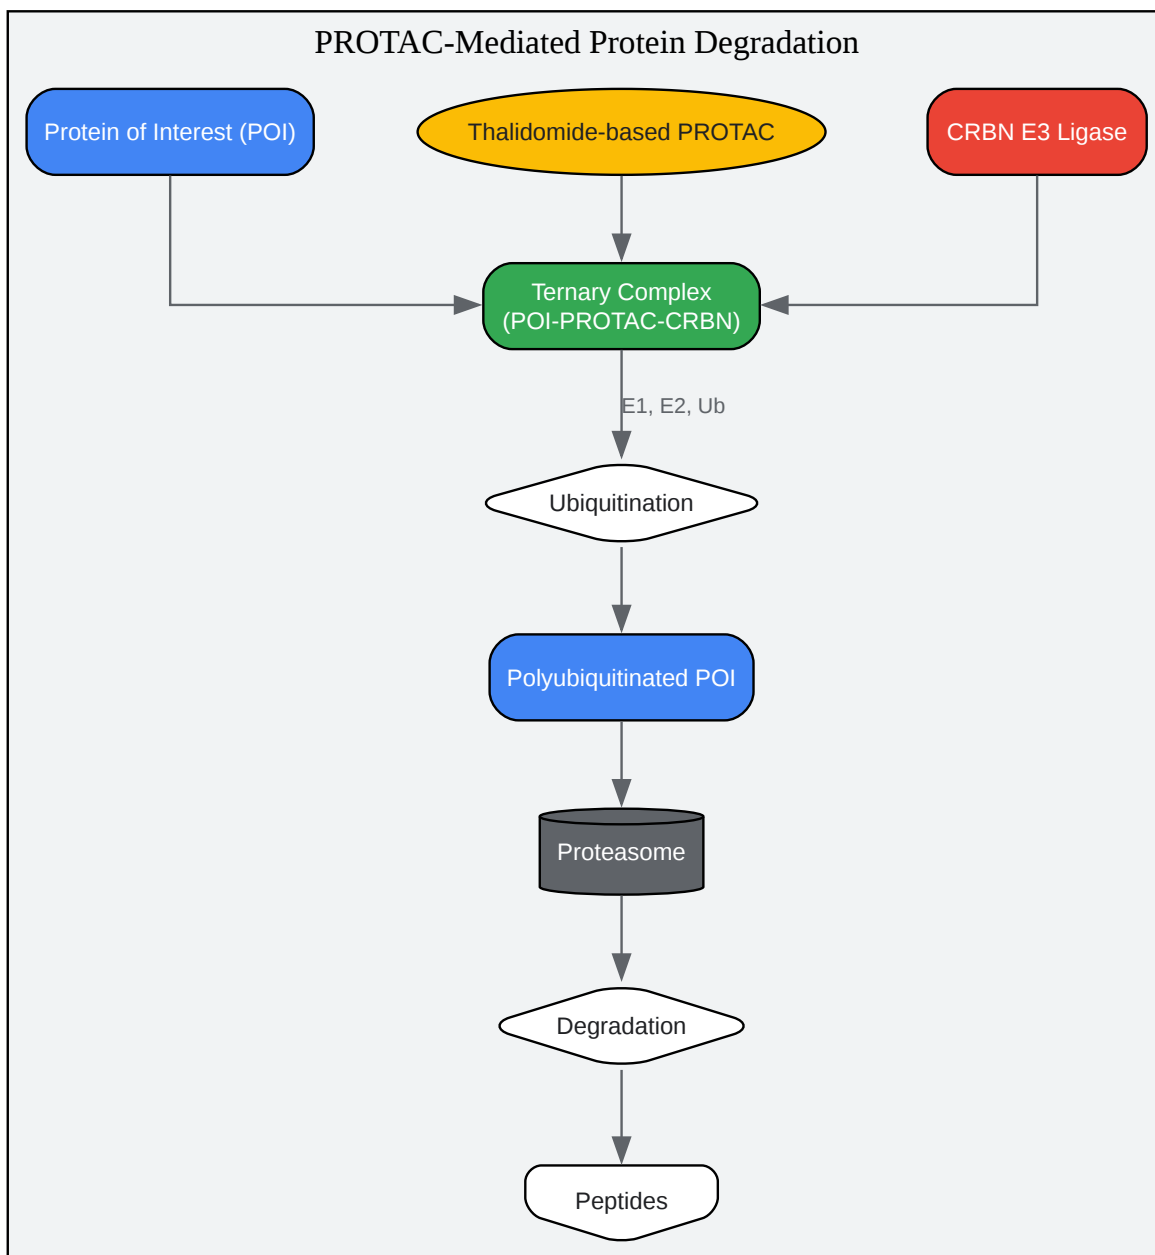 PROTAC-Mediated Protein Degradation
Protein of Interest (POI)
Thalidomide-based PROTAC
CRBN E3 Ligase
Ternary Complex
(POI-PROTAC-CRBN)
E1, E2, Ub
Ubiquitination
Polyubiquitinated POI
Proteasome
Degradation
Peptides